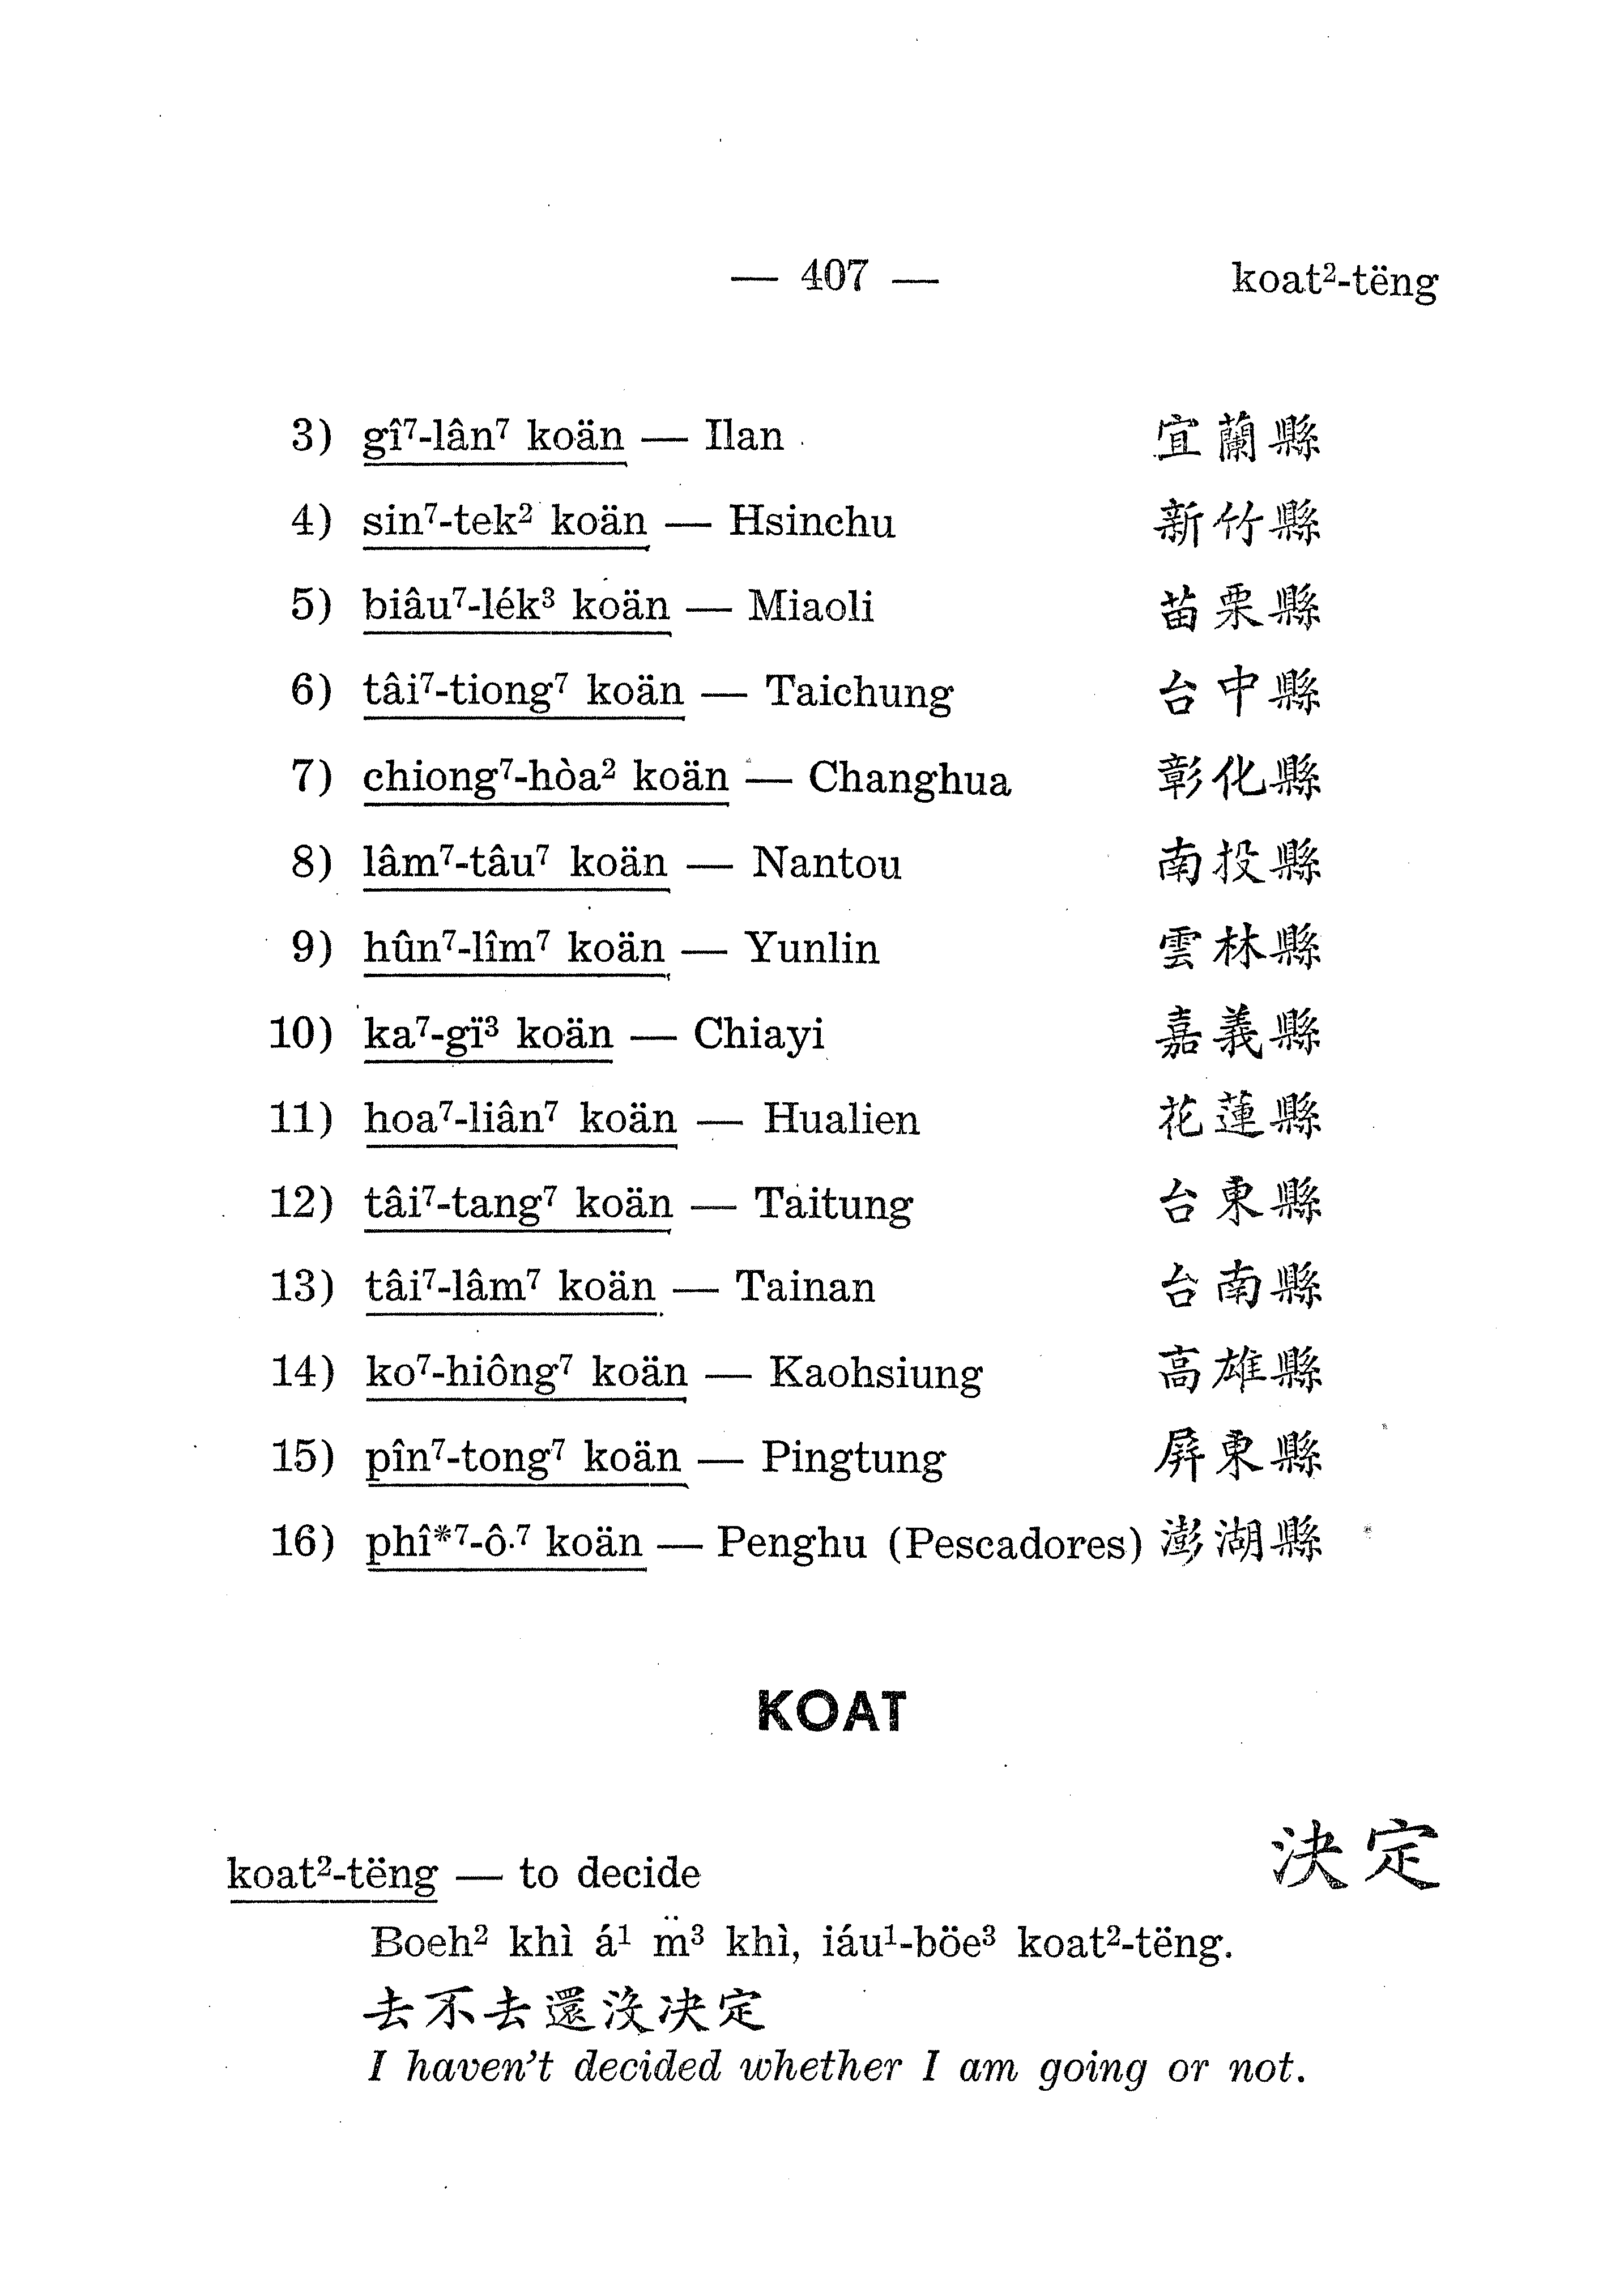 — 407 — koat²-tëng
3) gî⁷-lân⁷ koän — Ilan 宜蘭縣
4) sin⁷-tek² koän — Hsinchu 新竹縣
5) biâu⁷-lék³ koän — Miaoli 苗栗縣
6) tâi⁷-tiong⁷ koän — Taichung 台中縣
7) chiong⁷-hòa² koän — Changhua 彰化縣
8) lâm⁷-tâu⁷ koän — Nantou 南投縣
9) hûn⁷-lîm⁷ koän — Yunlin 雲林縣
10) ka⁷-gï³ koän — Chiayi 嘉義縣
11) hoa⁷-liân⁷ koän — Hualien 花蓮縣
12) tâi⁷-tang⁷ koän — Taitung 台東縣
13) tâi⁷-lâm⁷ koän — Tainan 台南縣
14) ko⁷-hiông⁷ koän — Kaohsiung 高雄縣
15) pîn⁷-tong⁷ koän — Pingtung 屏東縣
16) phî*⁷-ô·⁷ koän — Penghu (Pescadores) 澎湖縣
KOAT
koat²-tëng — to decide 決定
Boeh² khì á¹ m̈³ khì, iáu¹-böe³ koat²-tëng.
去不去還沒決定
I haven't decided whether I am going or not.